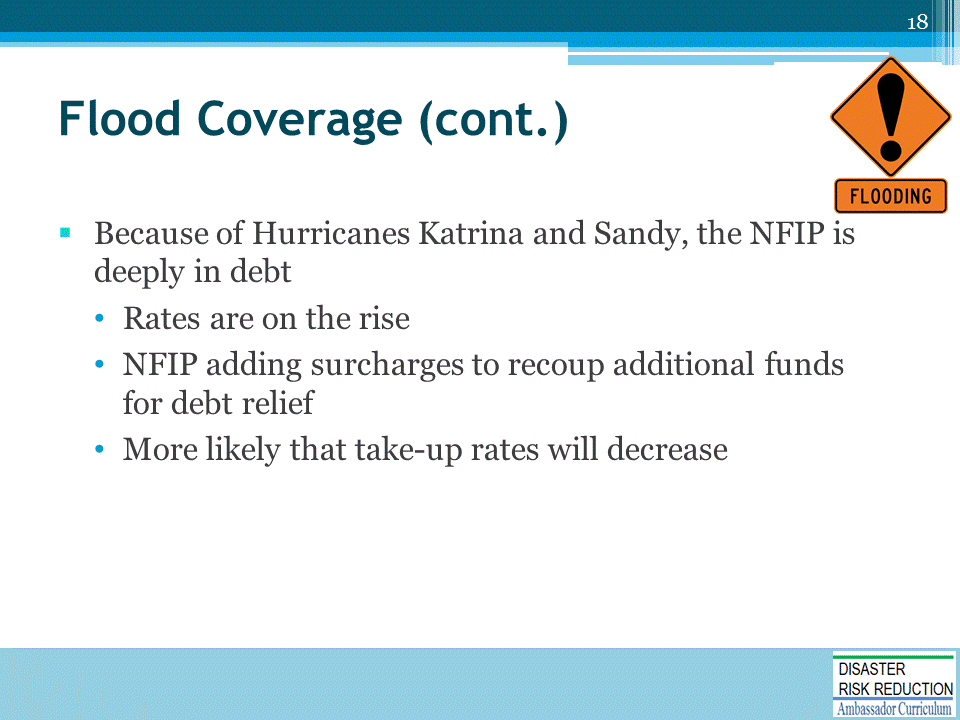 18
Flood Coverage (cont.)
FLOODING
▪ Because of Hurricanes Katrina and Sandy, the NFIP is
deeply in debt
• Rates are on the rise
• NFIP adding surcharges to recoup additional funds
for debt relief
• More likely that take-up rates will decrease
DISASTER
RISK REDUCTION
Ambassador Curriculum